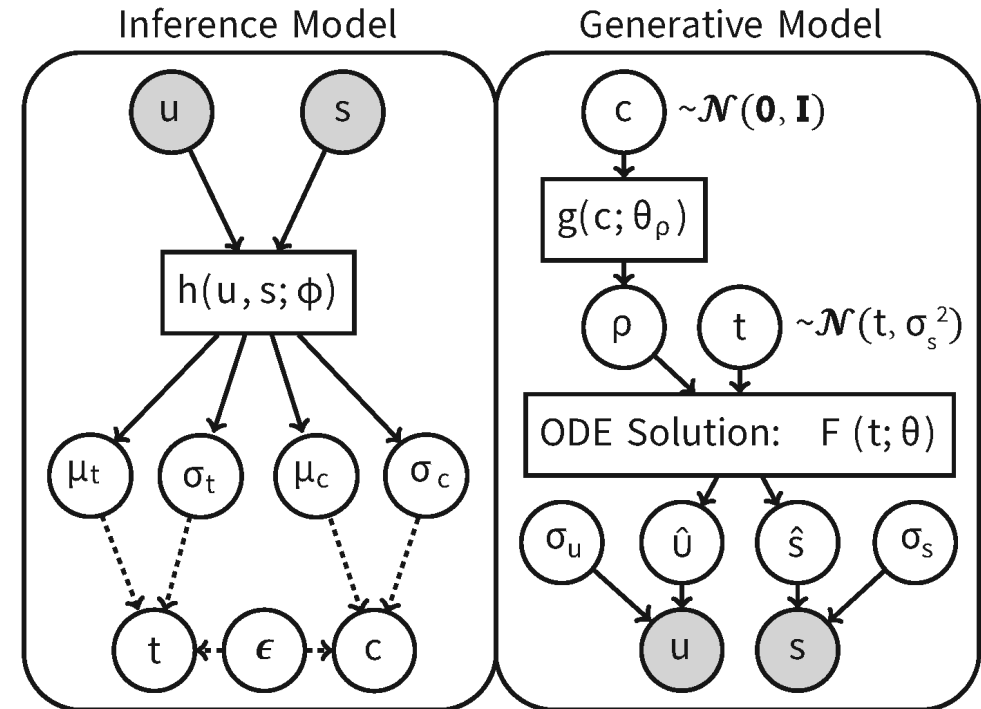 Inference Model
u s
h(u, s; ϕ)
μt σt μc σc
t ϵ c
Generative Model
c ~𝒩(0, I)
g(c; θρ)
ρ t ~𝒩(t, σs²)
ODE Solution: F (t; θ)
σu û ŝ σs
u s